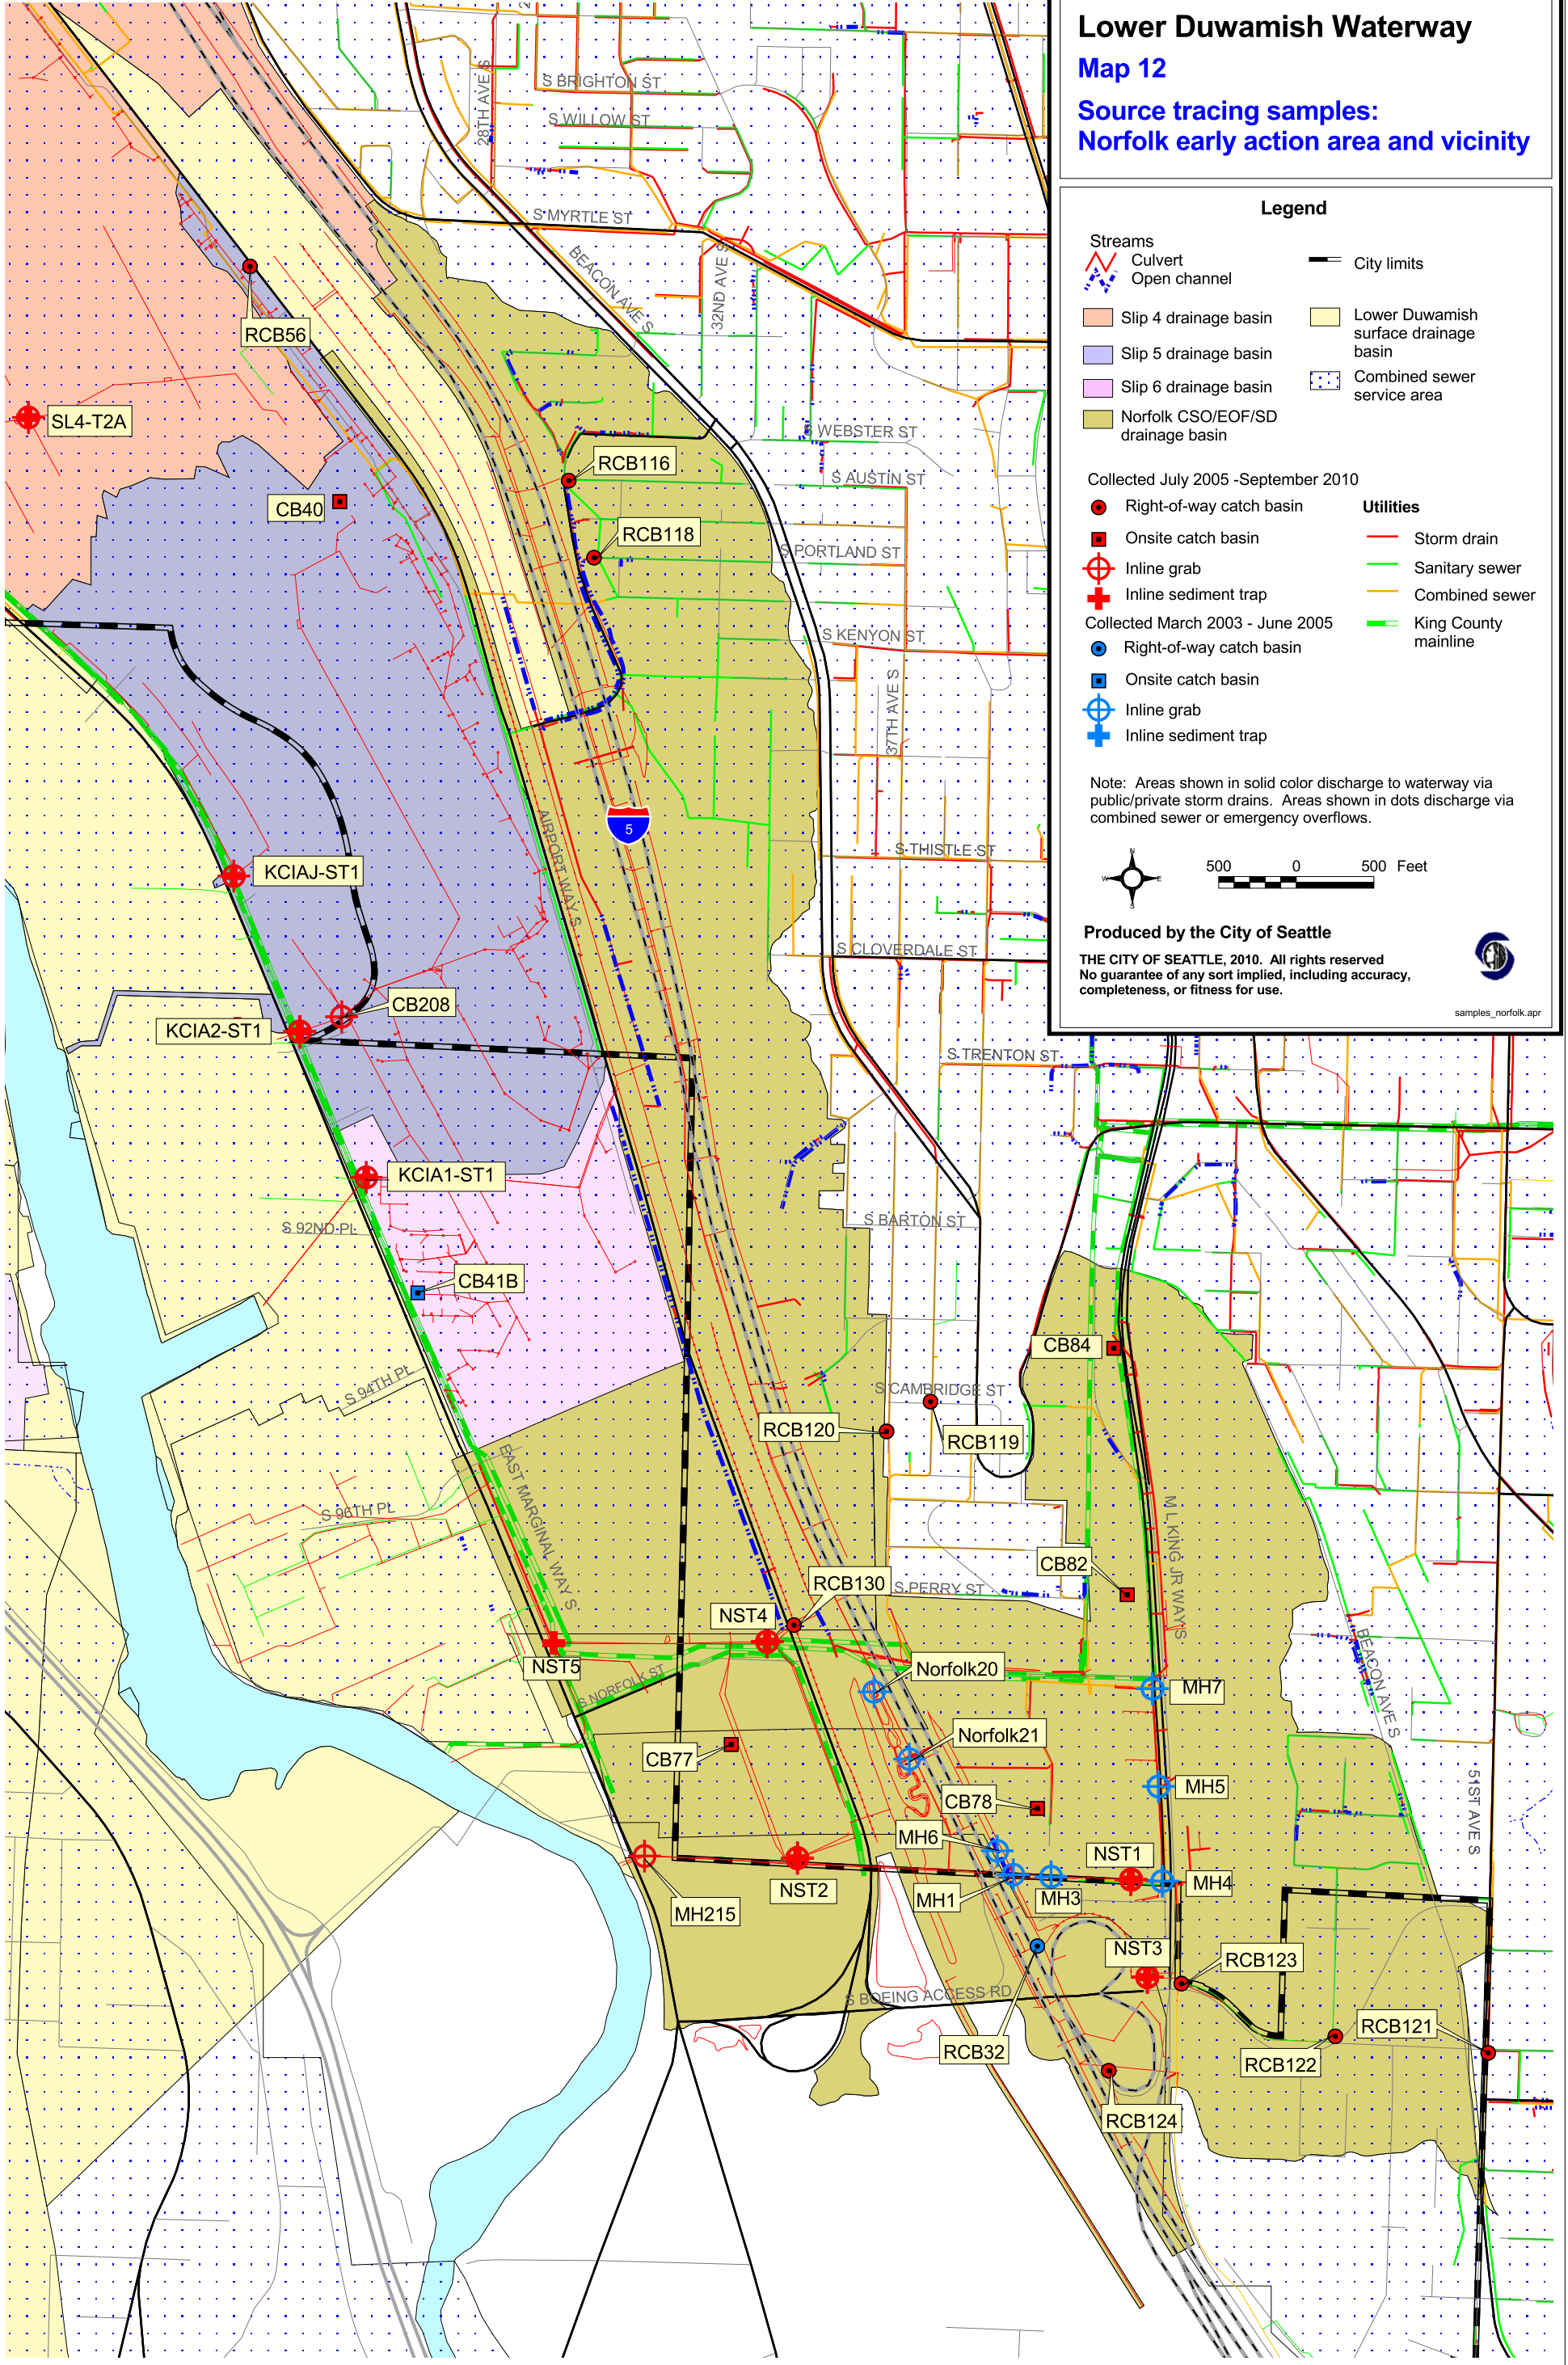 Lower Duwamish Waterway
Map 12
Source tracing samples:
Norfolk early action area and vicinity
Legend
Streams
Culvert
Open channel
City limits
Slip 4 drainage basin
Slip 5 drainage basin
Slip 6 drainage basin
Norfolk CSO/EOF/SD
drainage basin
Lower Duwamish
surface drainage
basin
Combined sewer
service area
Collected July 2005 -September 2010
Right-of-way catch basin
Onsite catch basin
Inline grab
Inline sediment trap
Collected March 2003 - June 2005
Right-of-way catch basin
Onsite catch basin
Inline grab
Inline sediment trap
Utilities
Storm drain
Sanitary sewer
Combined sewer
King County
mainline
Note: Areas shown in solid color discharge to waterway via
public/private storm drains. Areas shown in dots discharge via
combined sewer or emergency overflows.
N
W
E
S
500 0 500 Feet
Produced by the City of Seattle
THE CITY OF SEATTLE, 2010. All rights reserved
No guarantee of any sort implied, including accuracy,
completeness, or fitness for use.
samples_norfolk.apr
28TH AVE S
S BRIGHTON ST
S WILLOW ST
S MYRTLE ST
BEACON AVE S
32ND AVE S
RCB56
SL4-T2A
CB40
RCB116
RCB118
WEBSTER ST
S AUSTIN ST
S PORTLAND ST
S KENYON ST
37TH AVE S
S THISTLE ST
S CLOVERDALE ST
AIRPORT WAY S
5
KCIAJ-ST1
CB208
KCIA2-ST1
S TRENTON ST
KCIA1-ST1
S 92ND PL
CB41B
S BARTON ST
S 94TH PL
CB84
S CAMBRIDGE ST
RCB120
RCB119
EAST MARGINAL WAY S
S 96TH PL
M L KING JR WAY S
CB82
S PERRY ST
RCB130
NST4
NST5
S NORFOLK ST
Norfolk20
MH7
BEACON AVE S
Norfolk21
CB77
MH5
CB78
51ST AVE S
MH6
NST1
NST2
MH1
MH3
MH4
MH215
NST3
RCB123
S BOEING ACCESS RD
RCB32
RCB122
RCB121
RCB124